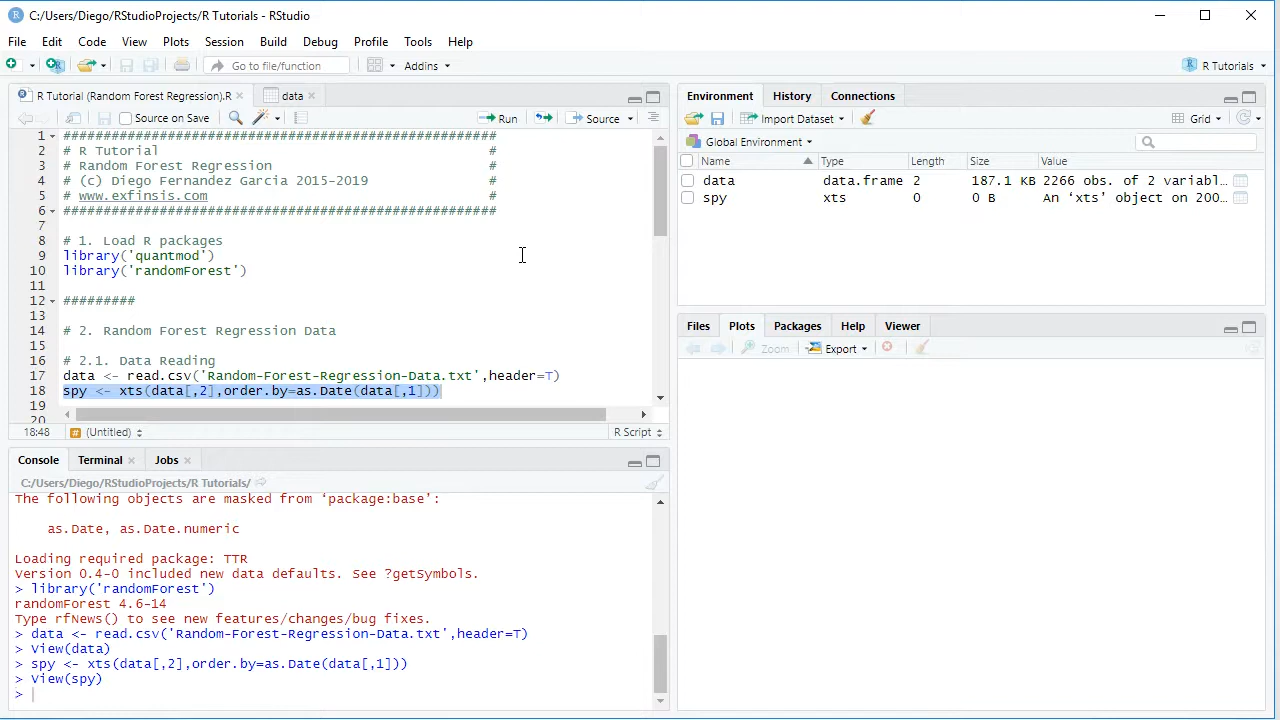 C:/Users/Diego/RStudioProjects/R Tutorials - RStudio
File Edit Code View Plots Session Build Debug Profile Tools Help
Go to file/function Addins R Tutorials
R Tutorial (Random Forest Regression).R data
Source on Save Run Source
1 ######################################################
2 # R Tutorial #
3 # Random Forest Regression #
4 # (c) Diego Fernandez Garcia 2015-2019 #
5 # www.exfinsis.com #
6 ######################################################
7
8 # 1. Load R packages
9 library('quantmod')
10 library('randomForest')
11
12 #########
13
14 # 2. Random Forest Regression Data
15
16 # 2.1. Data Reading
17 data <- read.csv('Random-Forest-Regression-Data.txt',header=T)
18 spy <- xts(data[,2],order.by=as.Date(data[,1]))
19
20
18:48 # (Untitled) R Script
Console Terminal Jobs
C:/Users/Diego/RStudioProjects/R Tutorials/
The following objects are masked from ‘package:base’:
as.Date, as.Date.numeric
Loading required package: TTR
Version 0.4-0 included new data defaults. See ?getSymbols.
> library('randomForest')
randomForest 4.6-14
Type rfNews() to see new features/changes/bug fixes.
> data <- read.csv('Random-Forest-Regression-Data.txt',header=T)
> View(data)
> spy <- xts(data[,2],order.by=as.Date(data[,1]))
> View(spy)
>
Environment History Connections
Import Dataset Grid
Global Environment
Name Type Length Size Value
data data.frame 2 187.1 KB 2266 obs. of 2 variabl…
spy xts 0 0 B An ‘xts’ object on 200…
Files Plots Packages Help Viewer
Zoom Export